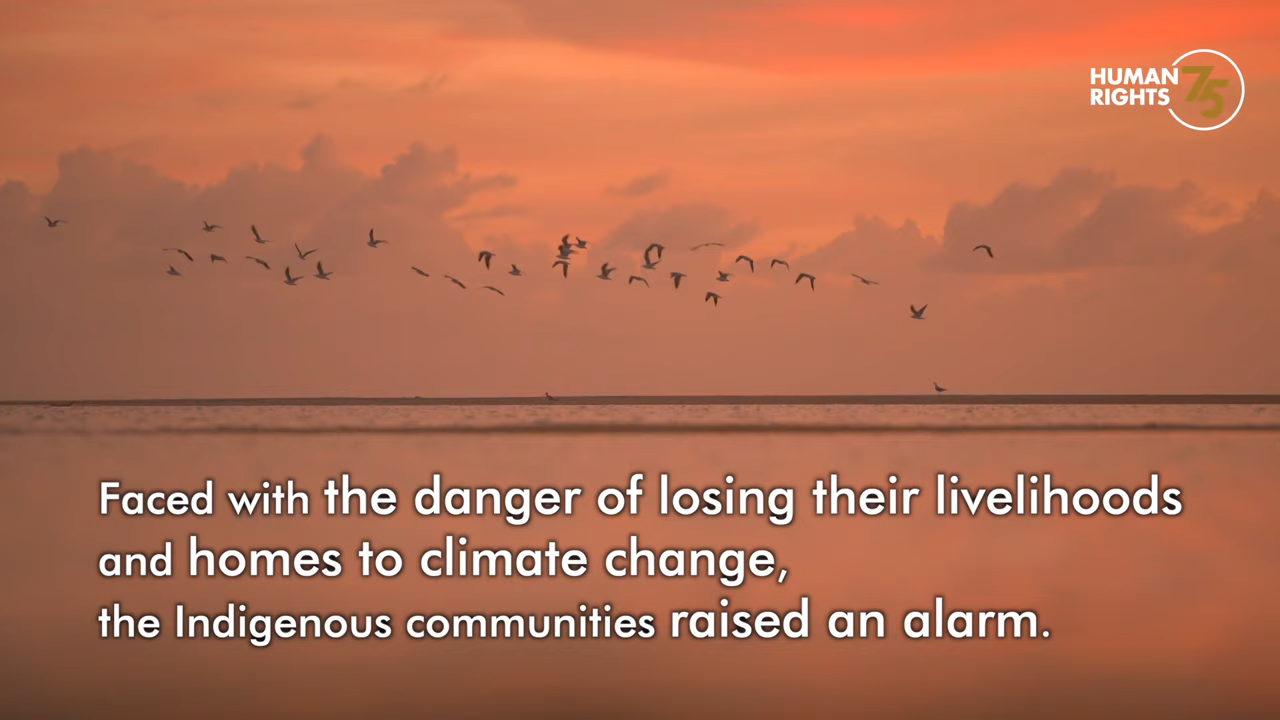 HUMAN
RIGHTS 75
Faced with the danger of losing their livelihoods
and homes to climate change,
the Indigenous communities raised an alarm.